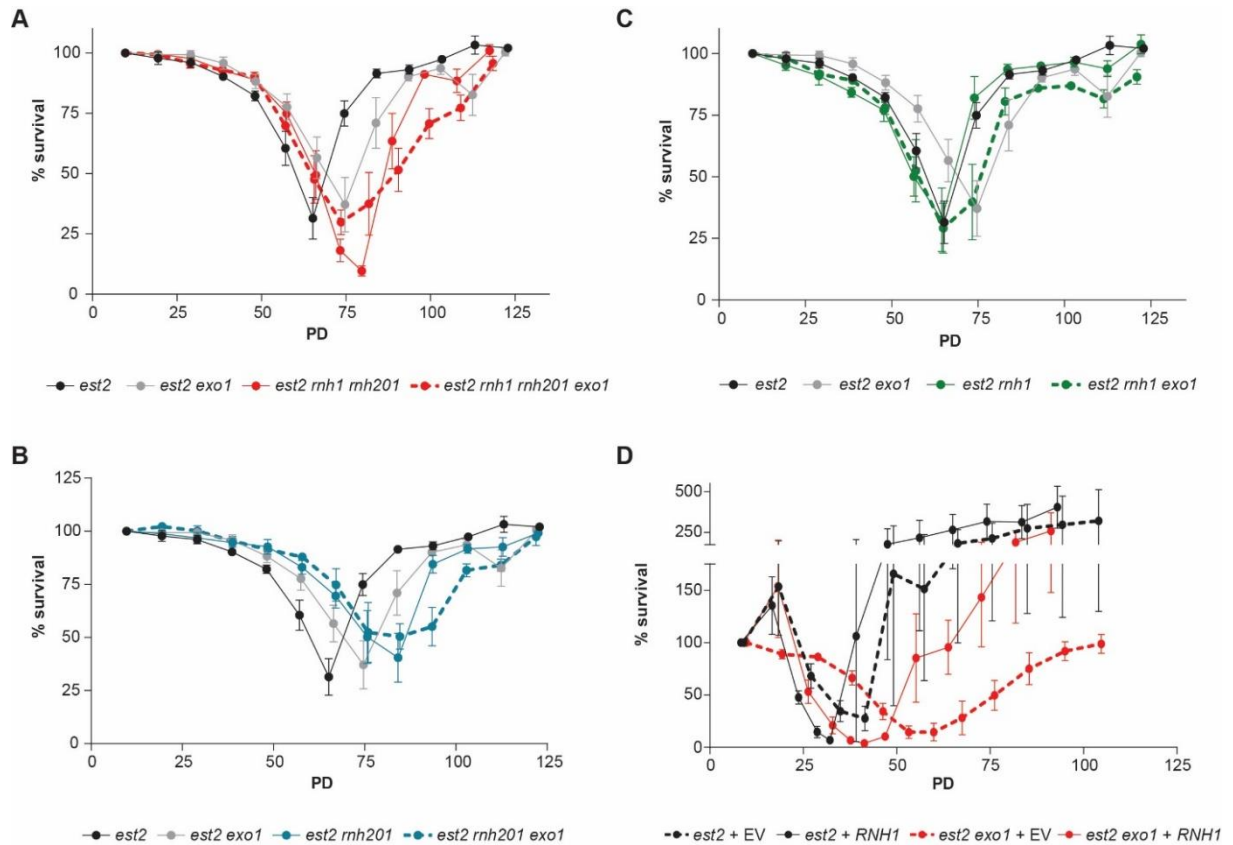 A
100
75
50
25
0
% survival
0 25 50 75 100 125
PD
est2 est2 exo1 est2 rnh1 rnh201 est2 rnh1 rnh201 exo1
C
100
75
50
25
0
% survival
0 25 50 75 100 125
PD
est2 est2 exo1 est2 rnh1 est2 rnh1 exo1
B
125
100
75
50
25
0
% survival
0 25 50 75 100 125
PD
est2 est2 exo1 est2 rnh201 est2 rnh201 exo1
D
500
250
150
100
50
0
% survival
0 25 50 75 100 125
PD
est2 + EV est2 + RNH1 est2 exo1 + EV est2 exo1 + RNH1